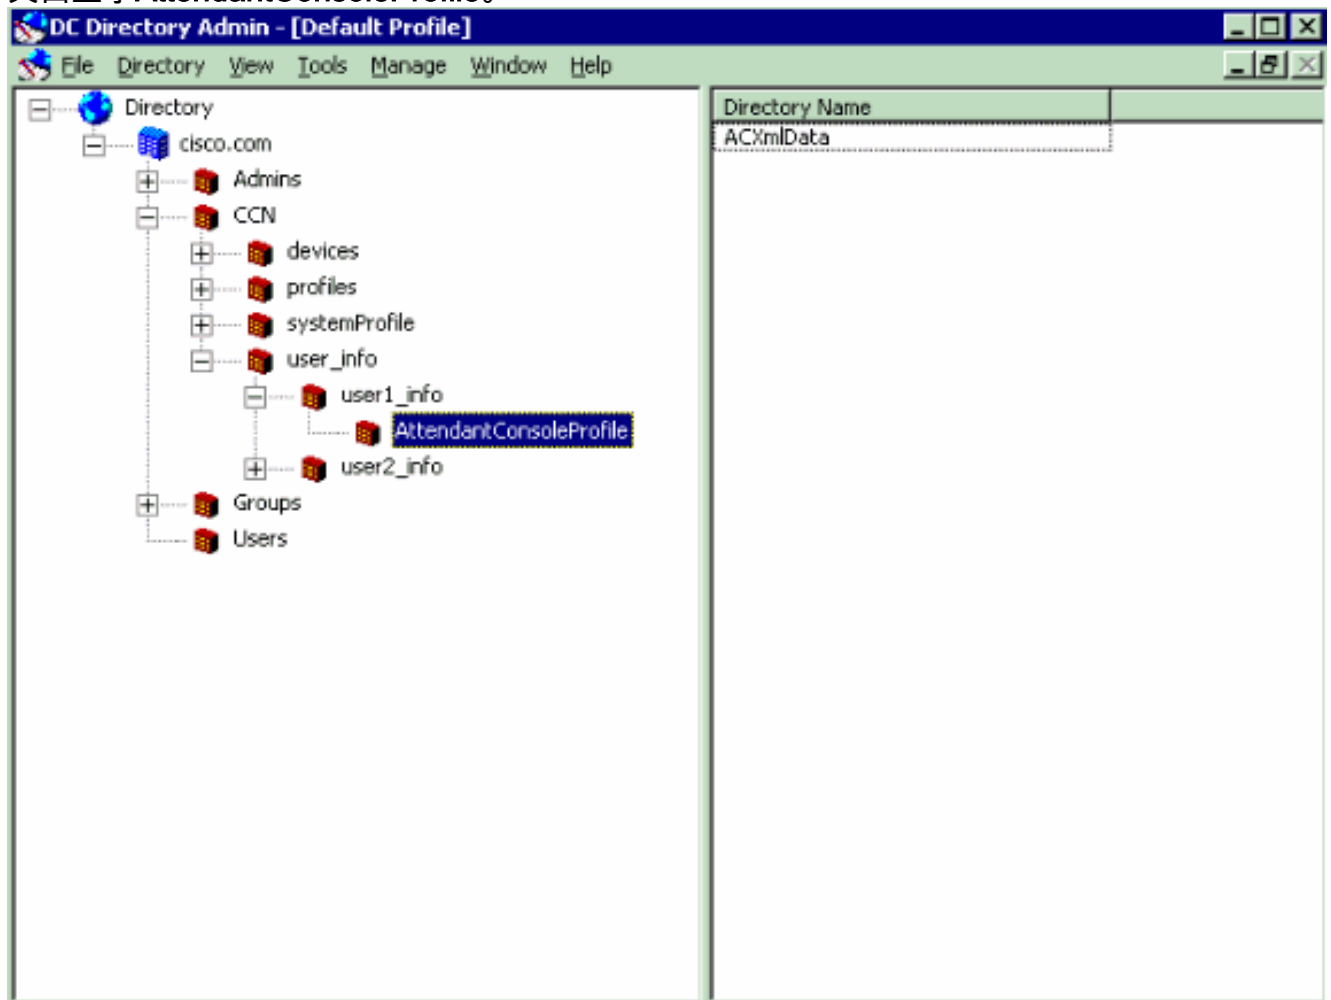 DC Directory Admin - [Default Profile]
File Directory View Tools Manage Window Help
Directory
cisco.com
Admins
CCN
devices
profiles
systemProfile
user_info
user1_info
AttendantConsoleProfile
user2_info
Groups
Users
Directory Name
ACXmlData